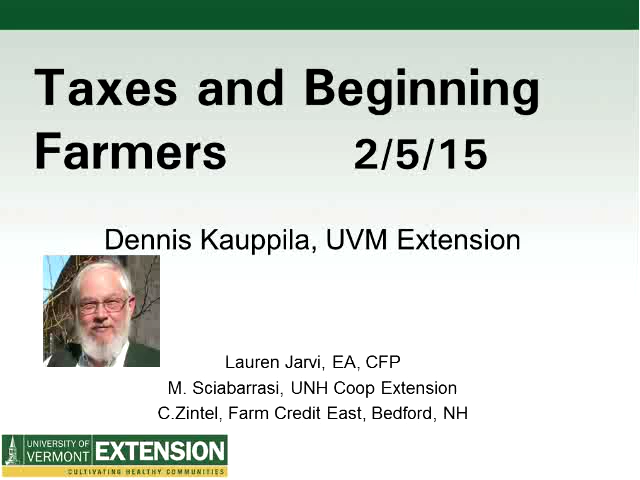 Taxes and Beginning
Farmers 2/5/15
Dennis Kauppila, UVM Extension
Lauren Jarvi, EA, CFP
M. Sciabarrasi, UNH Coop Extension
C.Zintel, Farm Credit East, Bedford, NH
UNIVERSITY OF
VERMONT EXTENSION
CULTIVATING HEALTHY COMMUNITIES